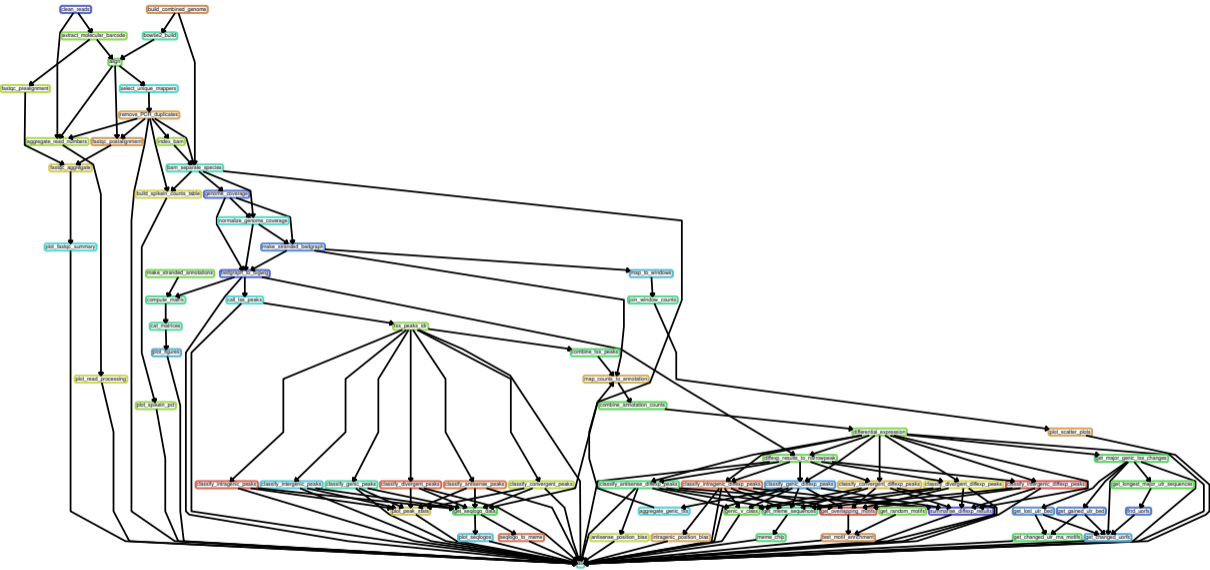 clean_reads
build_combined_genome
extract_molecular_barcode
bowtie2_build
align
fastqc_prealignment
select_unique_mappers
remove_PCR_duplicates
aggregate_read_numbers
fastqc_postalignment
index_bam
fastqc_aggregate
bam_separate_species
build_spikein_counts_table
genome_coverage
normalize_genome_coverage
plot_fastqc_summary
make_stranded_bedgraph
make_stranded_annotations
bedgraph_to_bigwig
map_to_windows
compute_matrix
call_tss_peaks
join_window_counts
cat_matrices
tss_peaks_idr
plot_figures
combine_tss_peaks
plot_read_processing
map_counts_to_annotation
plot_spikein_pct
combine_annotation_counts
differential_expression
plot_scatter_plots
diffexp_results_to_narrowpeak
get_major_genic_tss_changes
classify_intragenic_peaks
classify_intergenic_peaks
classify_genic_peaks
classify_divergent_peaks
classify_antisense_peaks
classify_convergent_peaks
classify_antisense_diffexp_peaks
classify_intragenic_diffexp_peaks
classify_genic_diffexp_peaks
classify_convergent_diffexp_peaks
classify_divergent_diffexp_peaks
classify_intergenic_diffexp_peaks
get_longest_major_utr_sequences
plot_peak_stats
get_seqlogo_data
aggregate_genic_tss
genic_v_class
get_meme_sequences
get_overlapping_motifs
get_random_motifs
summarise_diffexp_results
get_lost_utr_bed
get_gained_utr_bed
find_uorfs
plot_seqlogos
seqlogo_to_meme
antisense_position_bias
intragenic_position_bias
meme_chip
test_motif_enrichment
get_changed_utr_rna_motifs
get_changed_uorfs